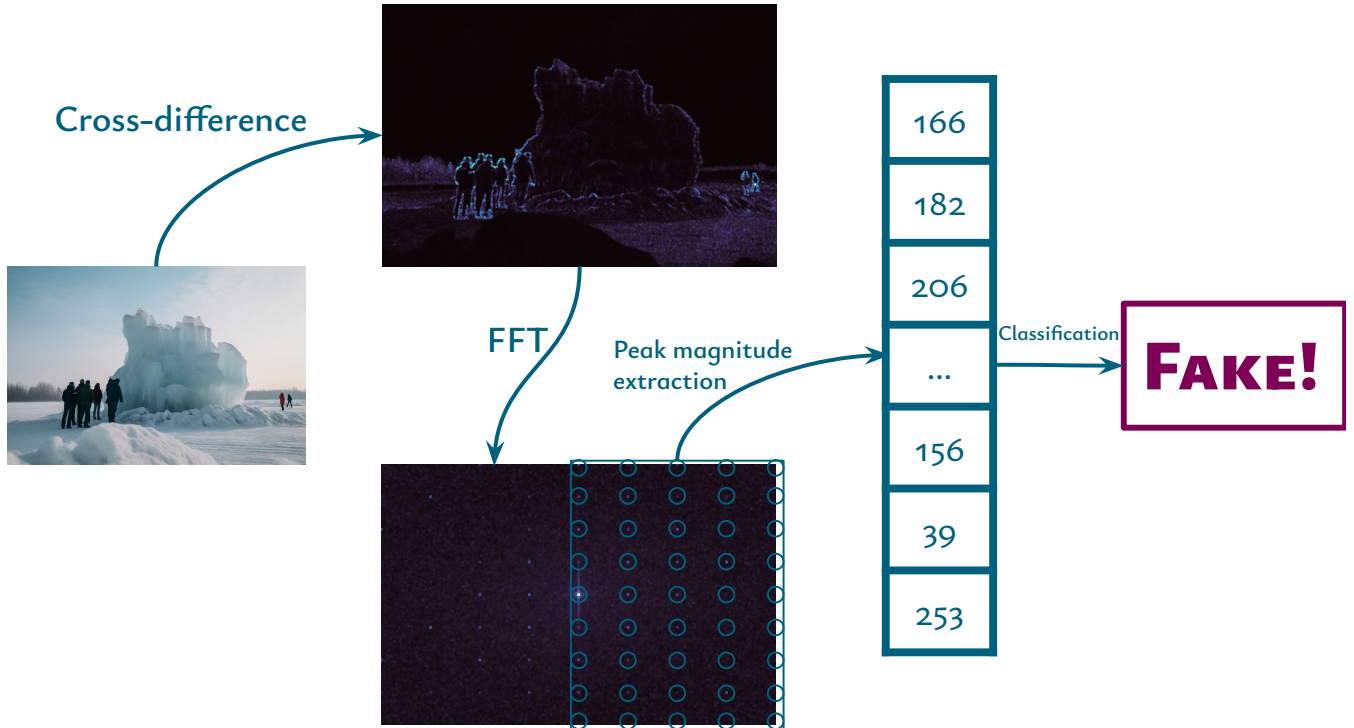 Cross-difference
FFT
Peak magnitude
extraction
166
182
206
...
156
39
253
Classification
FAKE!